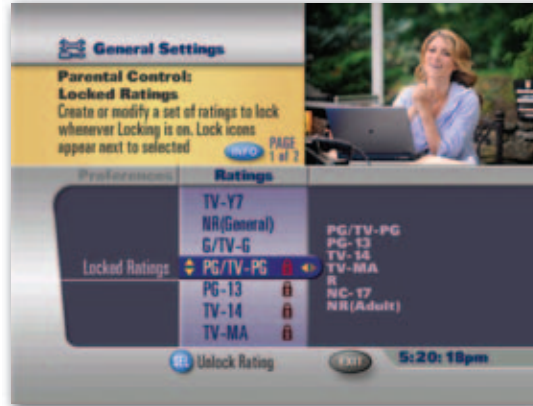 General Settings
Parental Control:
Locked Ratings
Create or modify a set of ratings to lock
whenever Locking is on. Lock icons
appear next to selected
INFO
PAGE
1 of 2
Preferences
Ratings
TV-Y7
NR(General)
G/TV-G
Locked Ratings
PG/TV-PG
PG-13
TV-14
TV-MA
PG/TV-PG
PG-13
TV-14
TV-MA
R
NC-17
NR(Adult)
SEL Unlock Rating
EXIT
5:20:18pm